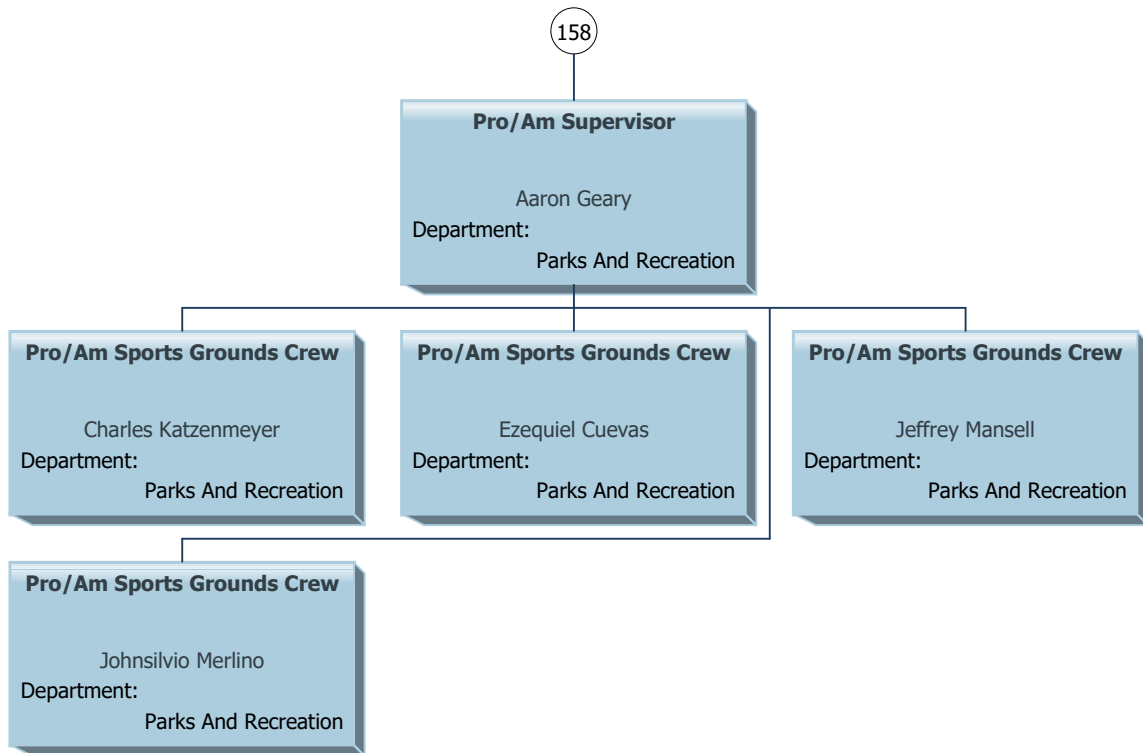 158
Pro/Am Supervisor
Aaron Geary
Department:
Parks And Recreation
Pro/Am Sports Grounds Crew
Charles Katzenmeyer
Department:
Parks And Recreation
Pro/Am Sports Grounds Crew
Ezequiel Cuevas
Department:
Parks And Recreation
Pro/Am Sports Grounds Crew
Jeffrey Mansell
Department:
Parks And Recreation
Pro/Am Sports Grounds Crew
Johnsilvio Merlino
Department:
Parks And Recreation